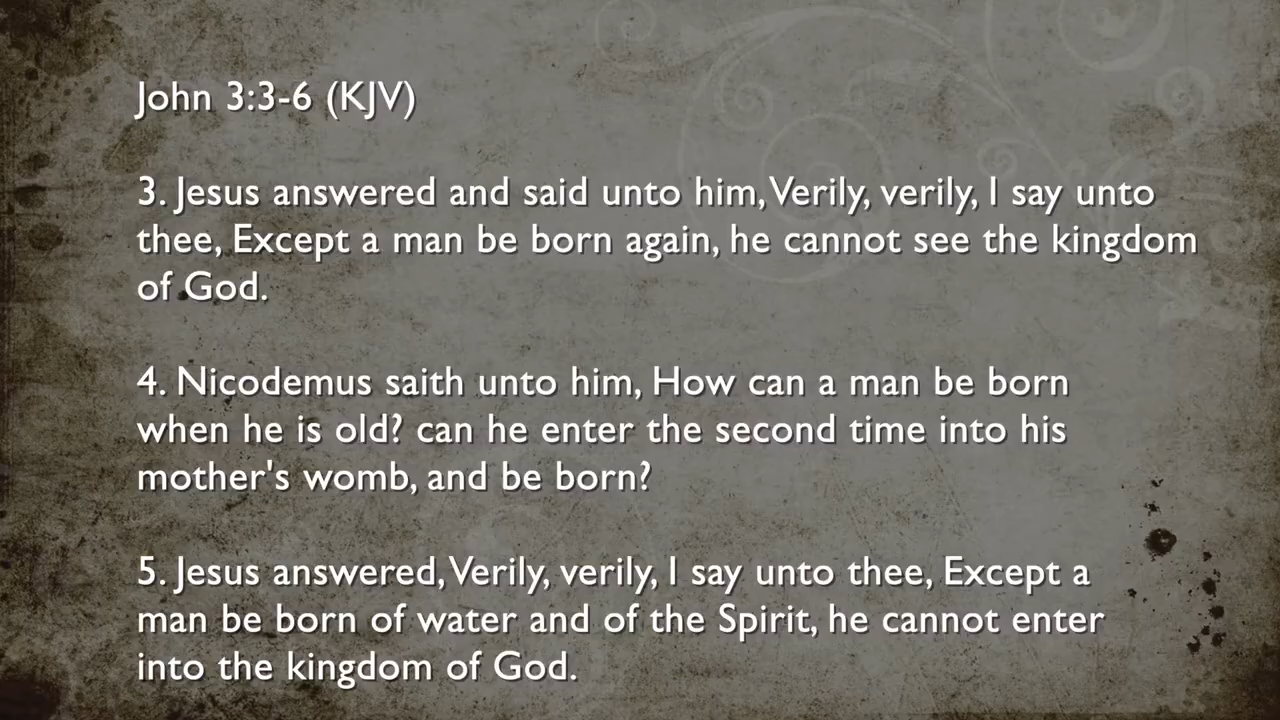 John 3:3-6 (KJV)
3. Jesus answered and said unto him, Verily, verily, I say unto
thee, Except a man be born again, he cannot see the kingdom
of God.
4. Nicodemus saith unto him, How can a man be born
when he is old? can he enter the second time into his
mother's womb, and be born?
5. Jesus answered, Verily, verily, I say unto thee, Except a
man be born of water and of the Spirit, he cannot enter
into the kingdom of God.